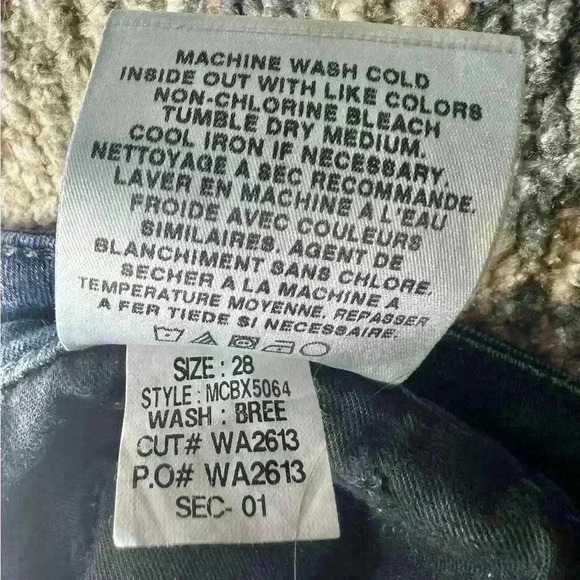 MACHINE WASH COLD
INSIDE OUT WITH LIKE COLORS
NON-CHLORINE BLEACH
TUMBLE DRY MEDIUM.
COOL IRON IF NECESSARY.
NETTOYAGE A SEC RECOMMANDE.
LAVER EN MACHINE A L'EAU
FROIDE AVEC COULEURS
SIMILAIRES. AGENT DE
BLANCHIMENT SANS CHLORE.
SECHER A LA MACHINE A
TEMPERATURE MOYENNE. REPASSER
A FER TIEDE SI NECESSAIRE.
SIZE : 28
STYLE : MCBX5064
WASH : BREE
CUT# WA2613
P.O# WA2613
SEC- 01